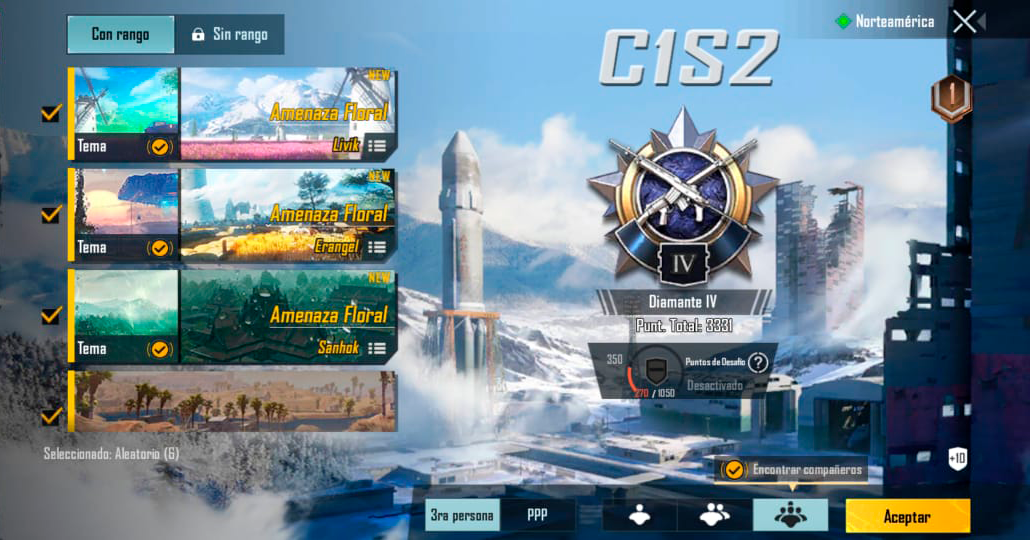 Con rango
Sin rango
Norteamérica
C1S2
1
NEW
Amenaza Floral
Tema
Livik
NEW
Amenaza Floral
Tema
Erangel
NEW
Amenaza Floral
Tema
Sanhok
Seleccionado: Aleatorio (6)
IV
Diamante IV
Punt. Total: 3331
350
Puntos de Desafío ?
Desactivado
270 / 1050
+10
Encontrar compañeros
3ra persona
PPP
Aceptar